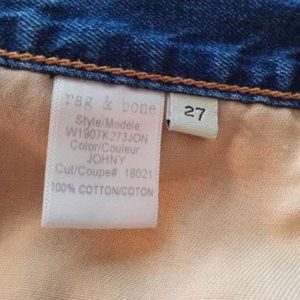 rag & bone
Style/Modèle:
W1907K273JON
Color/Couleur:
JOHNY
Cut/Coupe# 18021
100% COTTON/COTON
27